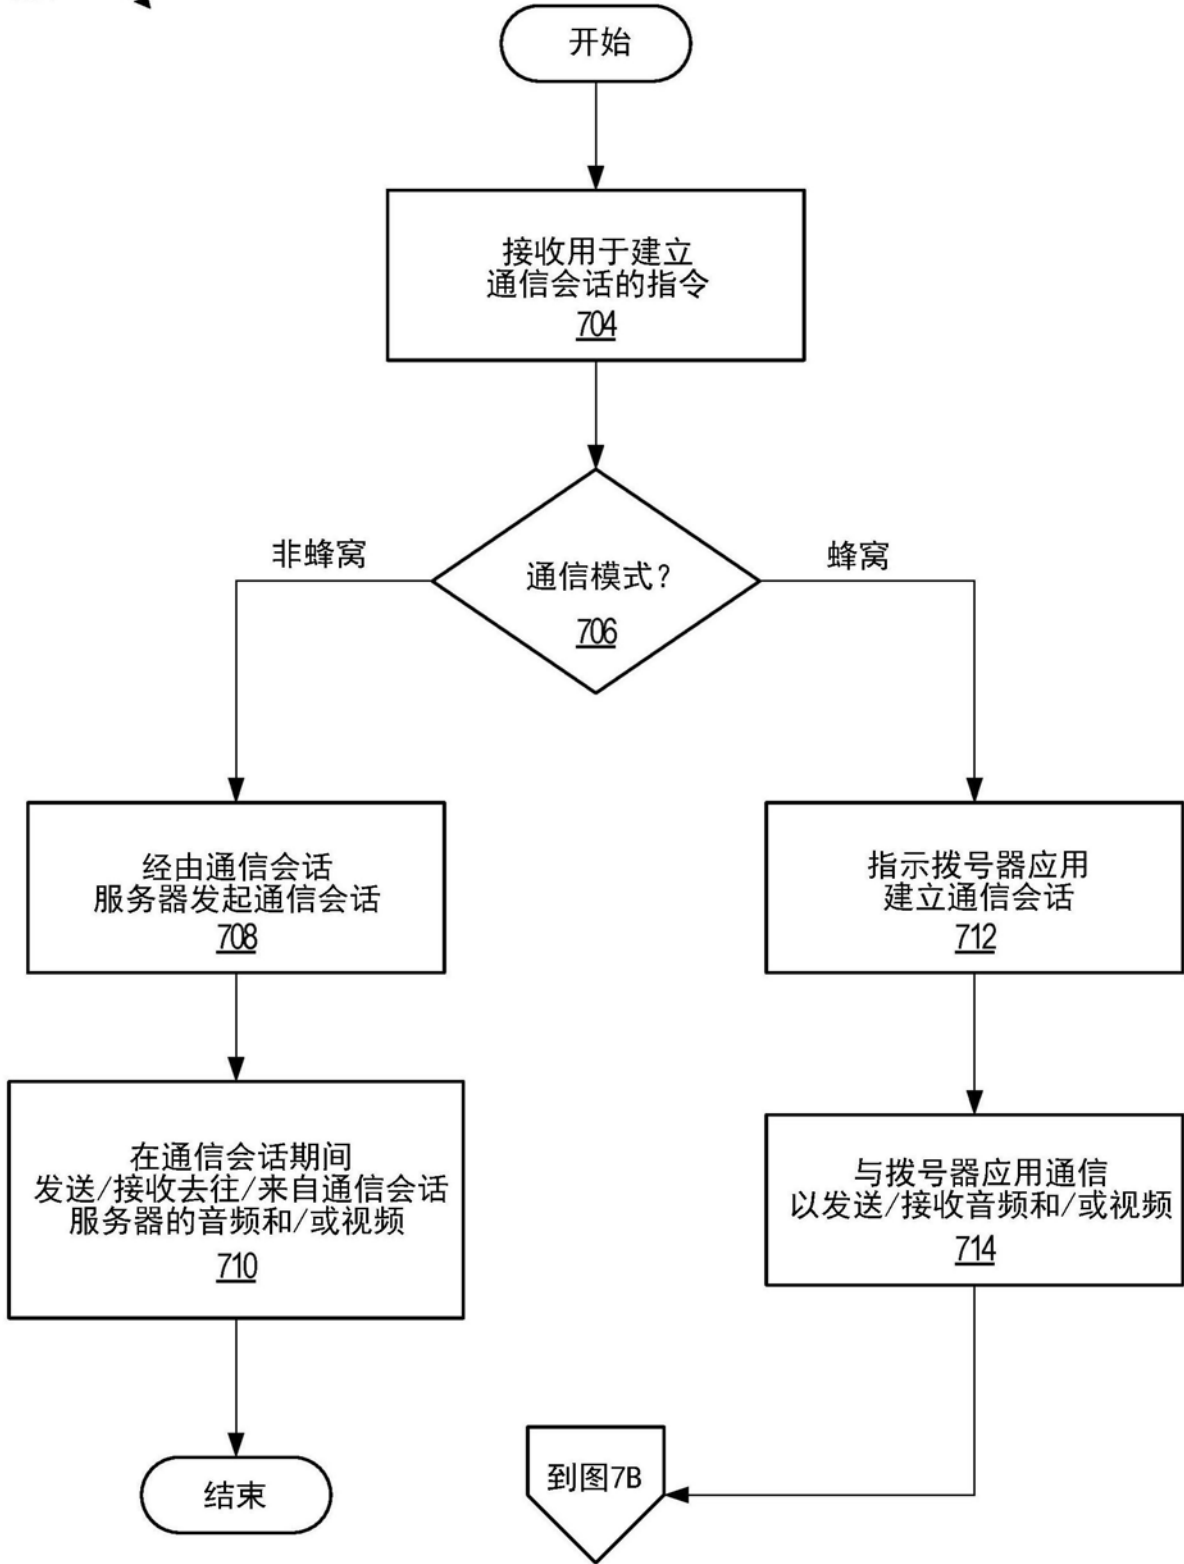 开始
接收用于建立
通信会话的指令
704
非蜂窝
蜂窝
通信模式?
706
经由通信会话
服务器发起通信会话
708
指示拨号器应用
建立通信会话
712
在通信会话期间
发送/接收去往/来自通信会话
服务器的音频和/或视频
710
与拨号器应用通信
以发送/接收音频和/或视频
714
到图7B
结束